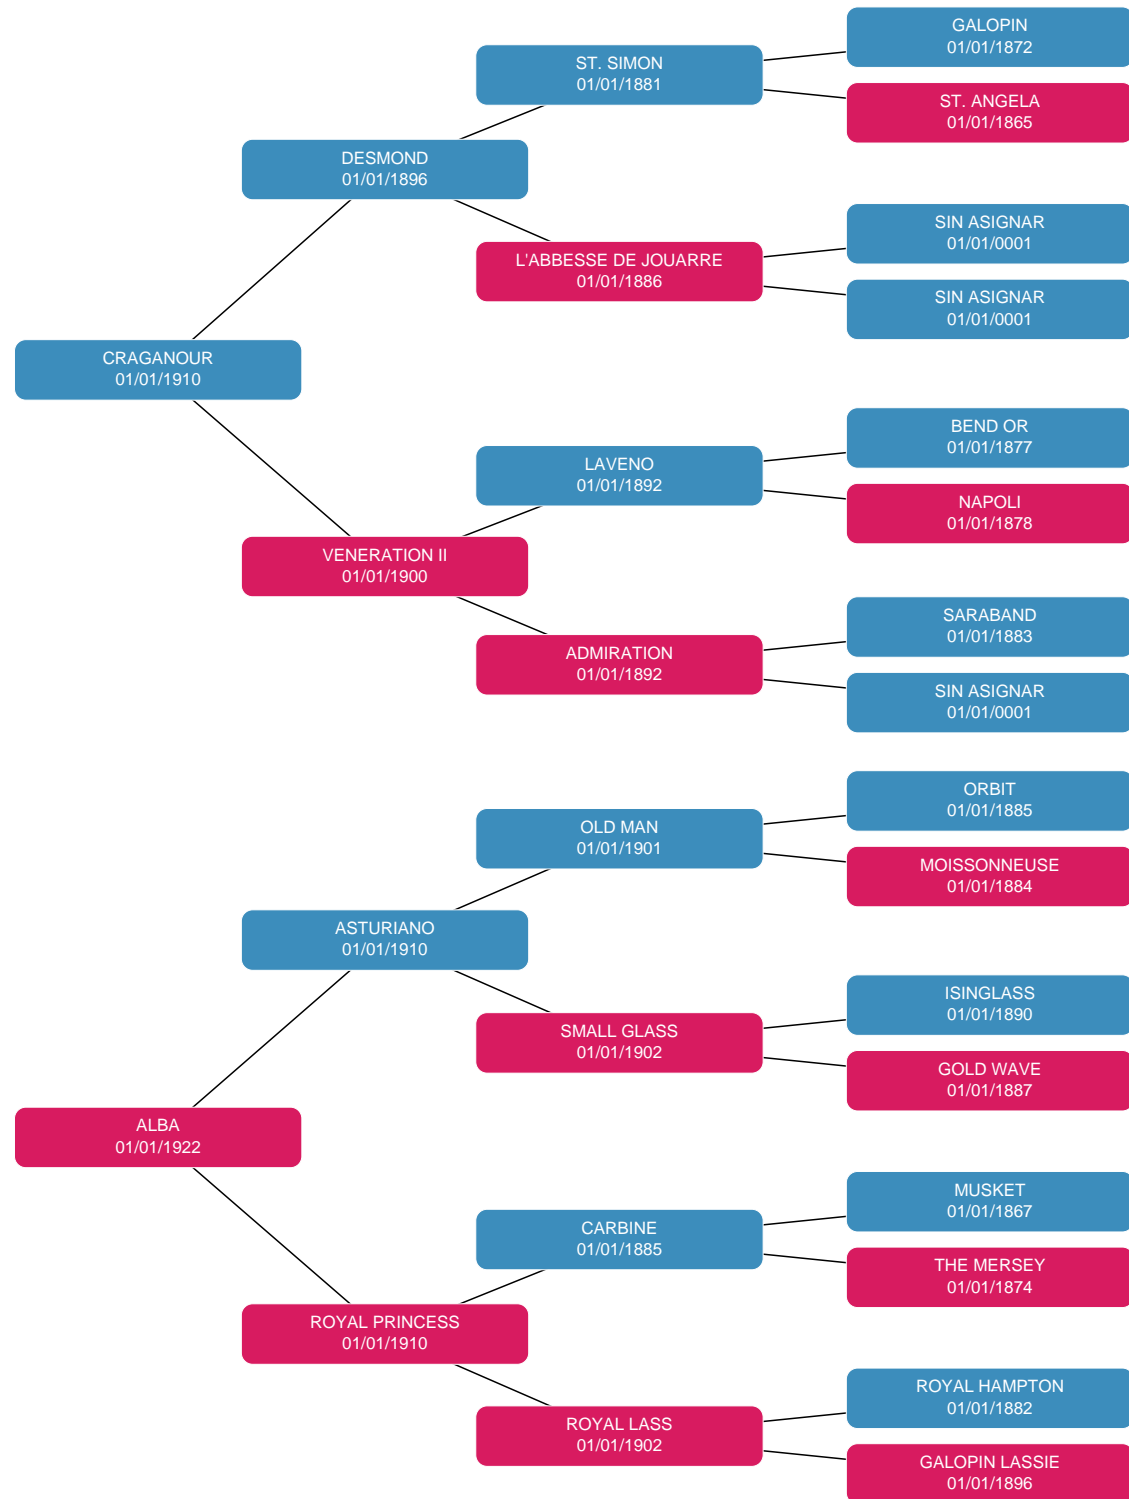 GALOPIN
01/01/1872
ST. SIMON
01/01/1881
ST. ANGELA
01/01/1865
DESMOND
01/01/1896
SIN ASIGNAR
01/01/0001
L'ABBESSE DE JOUARRE
01/01/1886
SIN ASIGNAR
01/01/0001
CRAGANOUR
01/01/1910
BEND OR
01/01/1877
LAVENO
01/01/1892
NAPOLI
01/01/1878
VENERATION II
01/01/1900
SARABAND
01/01/1883
ADMIRATION
01/01/1892
SIN ASIGNAR
01/01/0001
ORBIT
01/01/1885
OLD MAN
01/01/1901
MOISSONNEUSE
01/01/1884
ASTURIANO
01/01/1910
ISINGLASS
01/01/1890
SMALL GLASS
01/01/1902
GOLD WAVE
01/01/1887
ALBA
01/01/1922
MUSKET
01/01/1867
CARBINE
01/01/1885
THE MERSEY
01/01/1874
ROYAL PRINCESS
01/01/1910
ROYAL HAMPTON
01/01/1882
ROYAL LASS
01/01/1902
GALOPIN LASSIE
01/01/1896